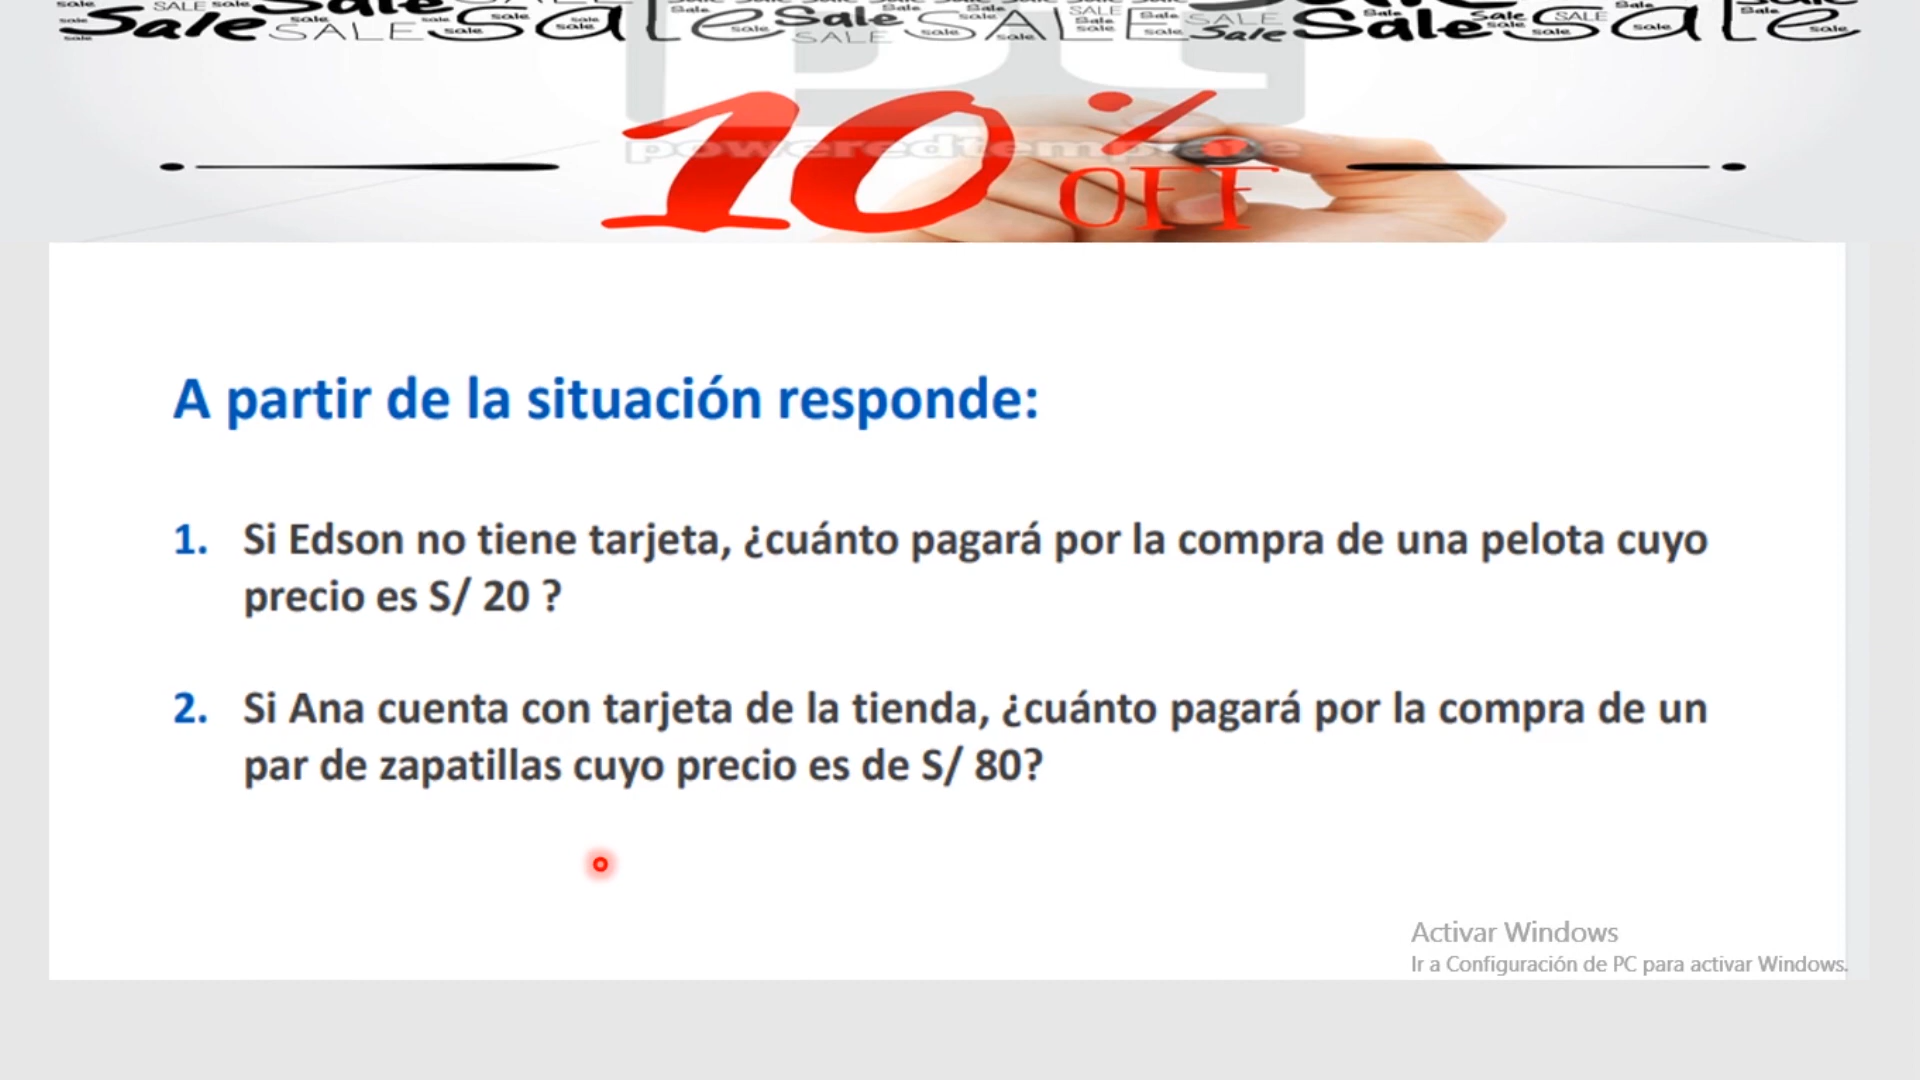 10 % OFF
poweredtemplate
A partir de la situación responde:
1. Si Edson no tiene tarjeta, ¿cuánto pagará por la compra de una pelota cuyo
precio es S/ 20 ?
2. Si Ana cuenta con tarjeta de la tienda, ¿cuánto pagará por la compra de un
par de zapatillas cuyo precio es de S/ 80?
Activar Windows
Ir a Configuración de PC para activar Windows.